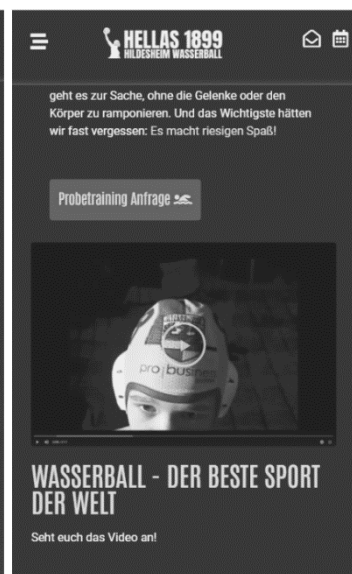 HELLAS 1899
HILDESHEIM WASSERBALL
geht es zur Sache, ohne die Gelenke oder den
Körper zu ramponieren. Und das Wichtigste hätten
wir fast vergessen: Es macht riesigen Spaß!
Probetraining Anfrage
pro business
WASSERBALL - DER BESTE SPORT
DER WELT
Seht euch das Video an!